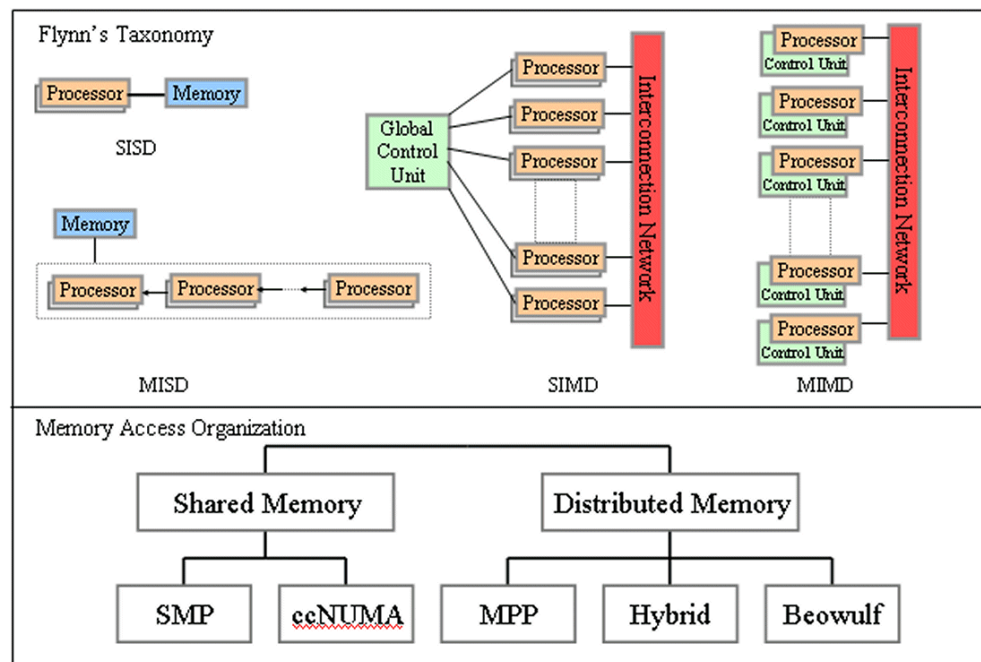 Flynn's Taxonomy
Processor
Memory
SISD
Memory
Processor
Processor
Processor
MISD
Global
Control
Unit
Processor
Processor
Processor
Processor
Processor
Interconnection Network
SIMD
Processor
Control Unit
Processor
Control Unit
Processor
Control Unit
Processor
Control Unit
Processor
Control Unit
Interconnection Network
MIMD
Memory Access Organization
Shared Memory
Distributed Memory
SMP
ccNUMA
MPP
Hybrid
Beowulf